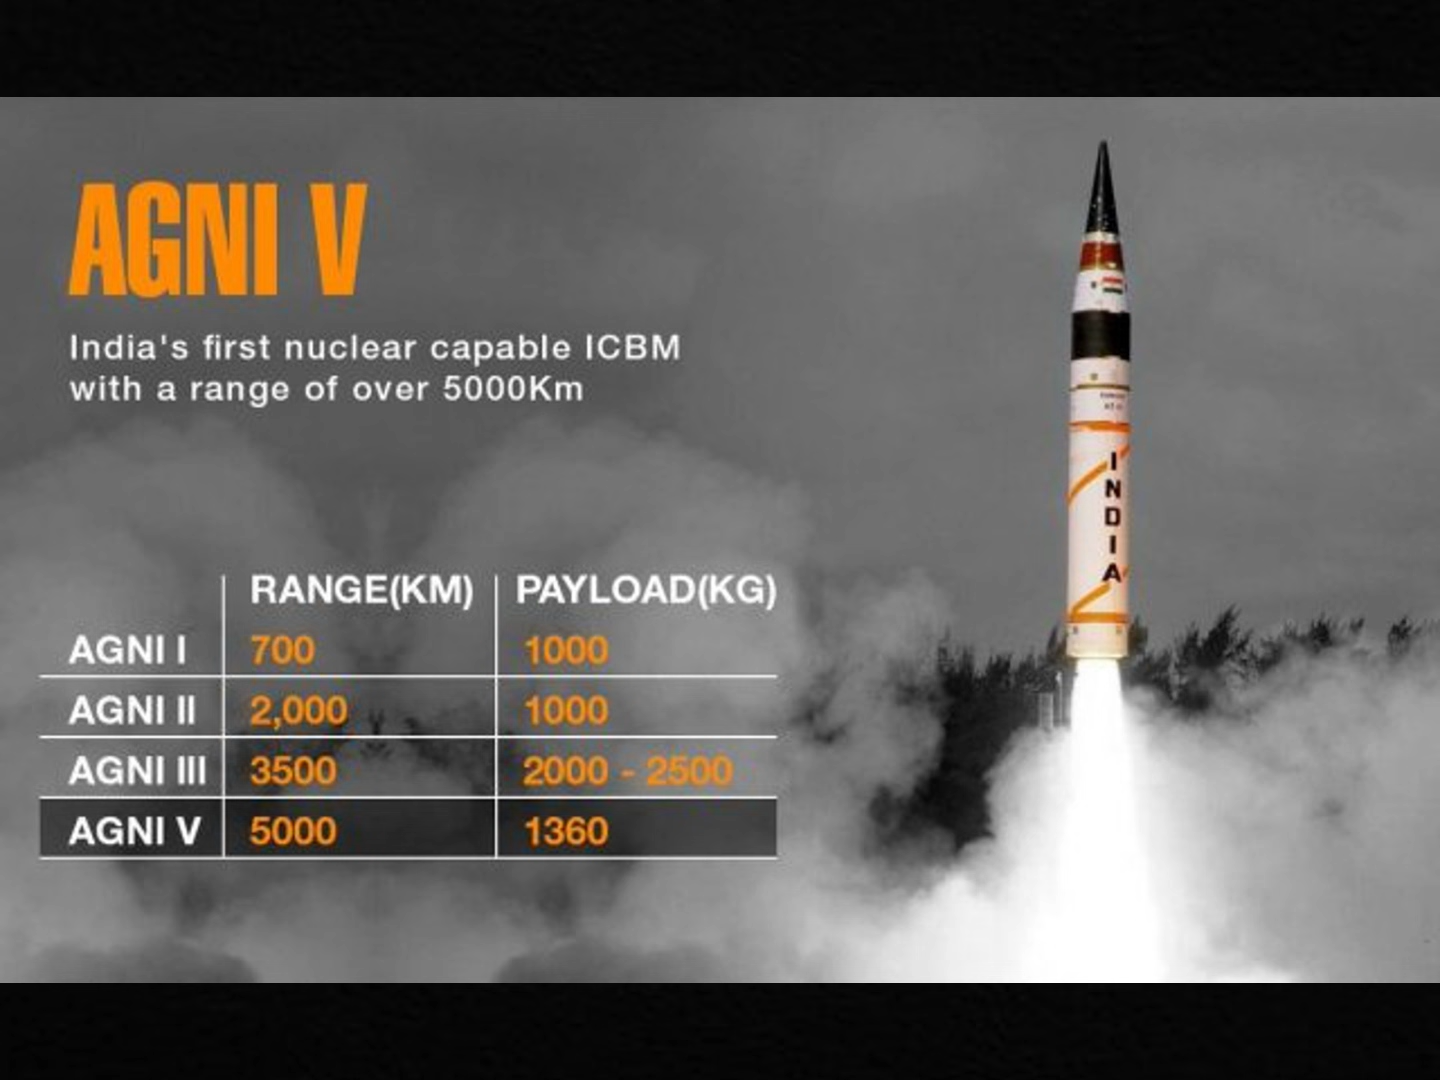 AGNI V
India's first nuclear capable ICBM
with a range of over 5000Km
RANGE(KM) PAYLOAD(KG)
AGNI I 700 1000
AGNI II 2,000 1000
AGNI III 3500 2000 - 2500
AGNI V 5000 1360
INDIA